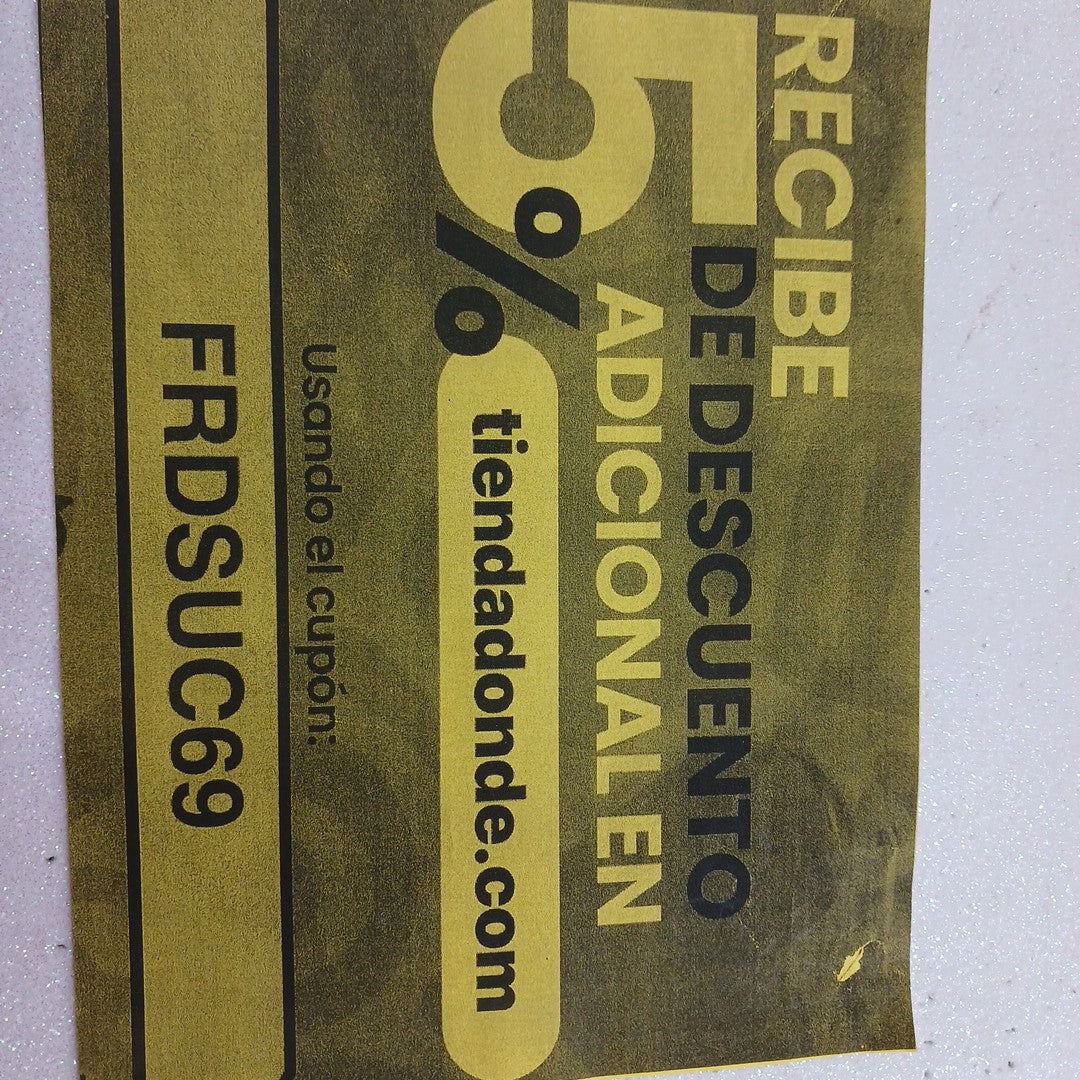 RECIBE
5% DE DESCUENTO
ADICIONAL EN
tiendadonde.com
Usando el cupón:
FRDSUC69